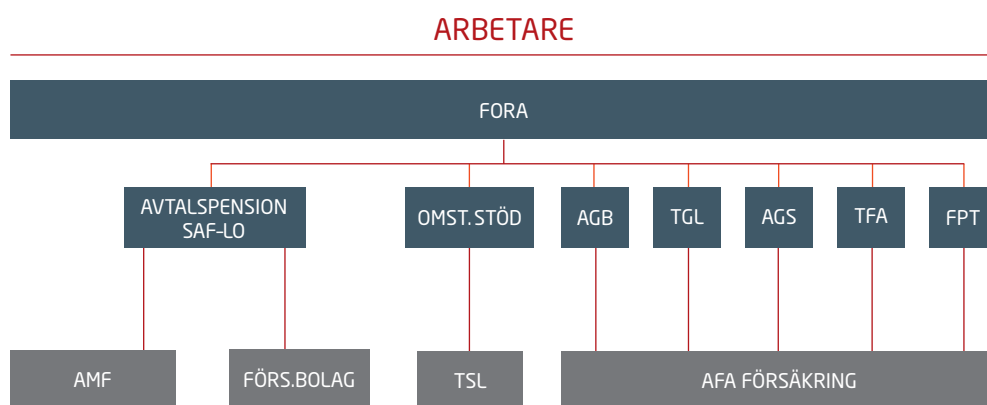 ARBETARE
FORA
AVTALSPENSION
SAF-LO
OMST. STÖD
AGB
TGL
AGS
TFA
FPT
AMF
FÖRS.BOLAG
TSL
AFA FÖRSÄKRING